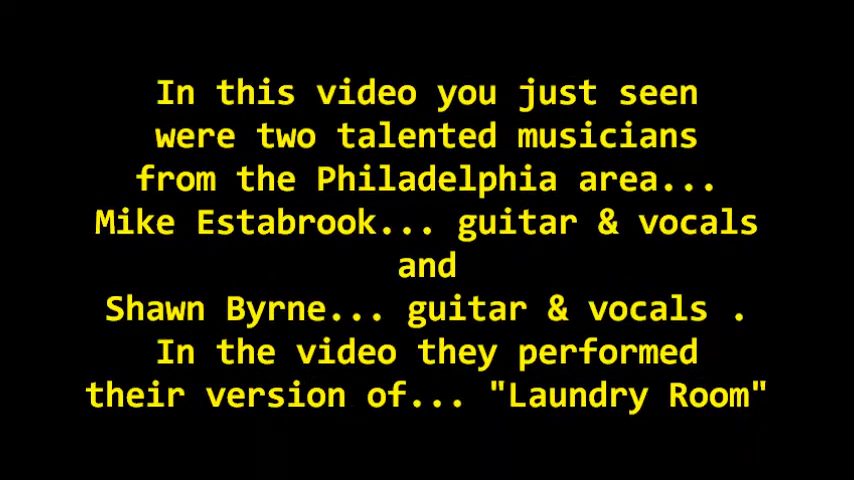 In this video you just seen
were two talented musicians
from the Philadelphia area...
Mike Estabrook... guitar & vocals
and
Shawn Byrne... guitar & vocals .
In the video they performed
their version of... "Laundry Room"